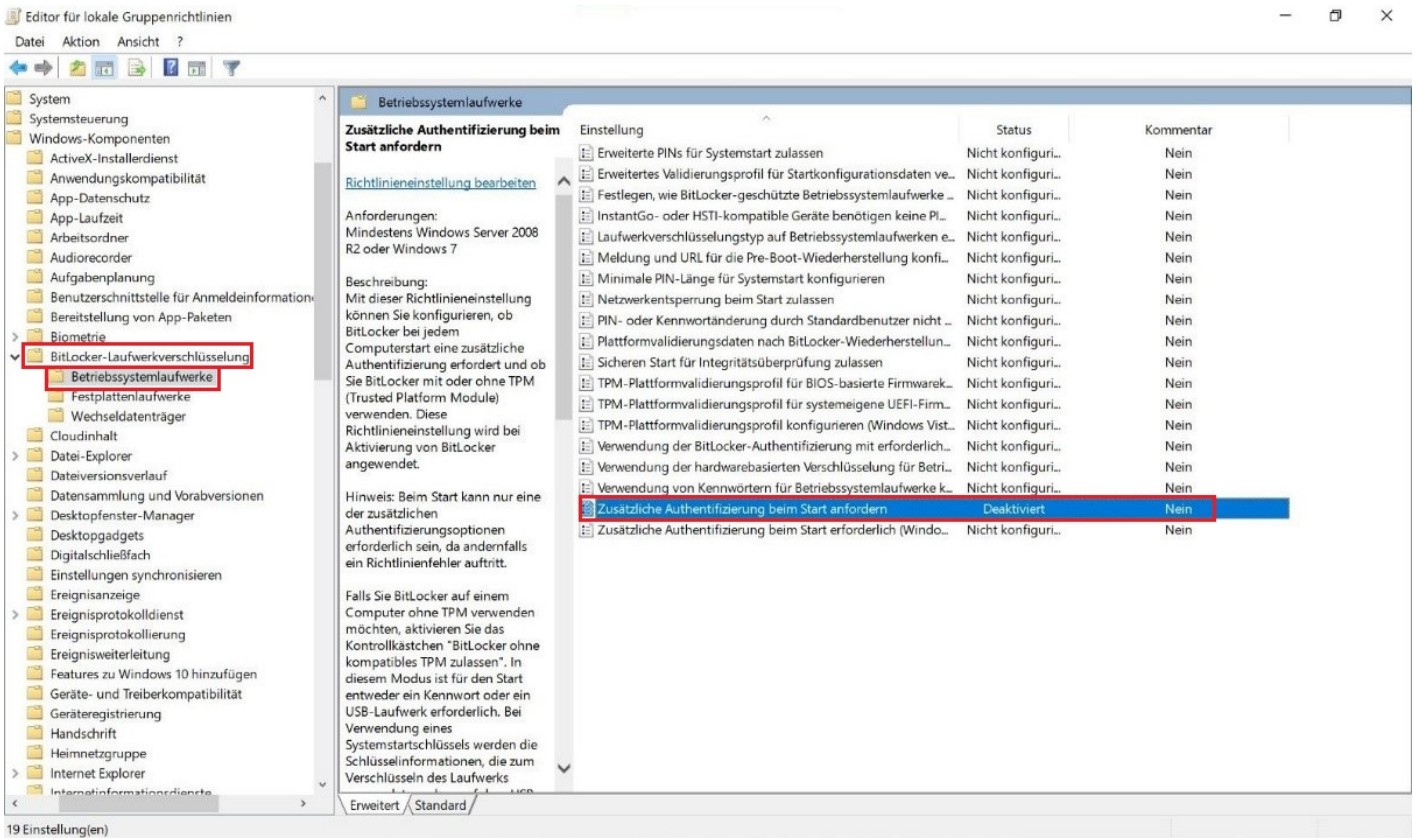 Editor für lokale Gruppenrichtlinien
Datei Aktion Ansicht ?
System
Systemsteuerung
Windows-Komponenten
ActiveX-Installerdienst
Anwendungskompatibilität
App-Datenschutz
App-Laufzeit
Arbeitsordner
Audiorecorder
Aufgabenplanung
Benutzerschnittstelle für Anmeldeinformation
Bereitstellung von App-Paketen
Biometrie
BitLocker-Laufwerkverschlüsselung
Betriebssystemlaufwerke
Festplattenlaufwerke
Wechseldatenträger
Cloudinhalt
Datei-Explorer
Dateiversionsverlauf
Datensammlung und Vorabversionen
Desktopfenster-Manager
Desktopgadgets
Digitalschließfach
Einstellungen synchronisieren
Ereignisanzeige
Ereignisprotokolldienst
Ereignisprotokollierung
Ereignisweiterleitung
Features zu Windows 10 hinzufügen
Geräte- und Treiberkompatibilität
Geräteregistrierung
Handschrift
Heimnetzgruppe
Internet Explorer
Internetinformationsdienste
Betriebssystemlaufwerke
Zusätzliche Authentifizierung beim
Start anfordern
Richtlinieneinstellung bearbeiten
Anforderungen:
Mindestens Windows Server 2008
R2 oder Windows 7
Beschreibung:
Mit dieser Richtlinieneinstellung
können Sie konfigurieren, ob
BitLocker bei jedem
Computerstart eine zusätzliche
Authentifizierung erfordert und ob
Sie BitLocker mit oder ohne TPM
(Trusted Platform Module)
verwenden. Diese
Richtlinieneinstellung wird bei
Aktivierung von BitLocker
angewendet.
Hinweis: Beim Start kann nur eine
der zusätzlichen
Authentifizierungsoptionen
erforderlich sein, da andernfalls
ein Richtlinienfehler auftritt.
Falls Sie BitLocker auf einem
Computer ohne TPM verwenden
möchten, aktivieren Sie das
Kontrollkästchen "BitLocker ohne
kompatibles TPM zulassen". In
diesem Modus ist für den Start
entweder ein Kennwort oder ein
USB-Laufwerk erforderlich. Bei
Verwendung eines
Systemstartschlüssels werden die
Schlüsselinformationen, die zum
Verschlüsseln des Laufwerks
Einstellung Status Kommentar
Erweiterte PINs für Systemstart zulassen Nicht konfiguri... Nein
Erweitertes Validierungsprofil für Startkonfigurationsdaten ve... Nicht konfiguri... Nein
Festlegen, wie BitLocker-geschützte Betriebssystemlaufwerke ... Nicht konfiguri... Nein
InstantGo- oder HSTI-kompatible Geräte benötigen keine PI... Nicht konfiguri... Nein
Laufwerkverschlüsselungstyp auf Betriebssystemlaufwerken e... Nicht konfiguri... Nein
Meldung und URL für die Pre-Boot-Wiederherstellung konfi... Nicht konfiguri... Nein
Minimale PIN-Länge für Systemstart konfigurieren Nicht konfiguri... Nein
Netzwerkentsperrung beim Start zulassen Nicht konfiguri... Nein
PIN- oder Kennwortänderung durch Standardbenutzer nicht ... Nicht konfiguri... Nein
Plattformvalidierungsdaten nach BitLocker-Wiederherstellun... Nicht konfiguri... Nein
Sicheren Start für Integritätsüberprüfung zulassen Nicht konfiguri... Nein
TPM-Plattformvalidierungsprofil für BIOS-basierte Firmwarek... Nicht konfiguri... Nein
TPM-Plattformvalidierungsprofil für systemeigene UEFI-Firm... Nicht konfiguri... Nein
TPM-Plattformvalidierungsprofil konfigurieren (Windows Vist... Nicht konfiguri... Nein
Verwendung der BitLocker-Authentifizierung mit erforderlich... Nicht konfiguri... Nein
Verwendung der hardwarebasierten Verschlüsselung für Betri... Nicht konfiguri... Nein
Verwendung von Kennwörtern für Betriebssystemlaufwerke k... Nicht konfiguri... Nein
Zusätzliche Authentifizierung beim Start anfordern Deaktiviert Nein
Zusätzliche Authentifizierung beim Start erforderlich (Windo... Nicht konfiguri... Nein
Erweitert Standard
19 Einstellung(en)